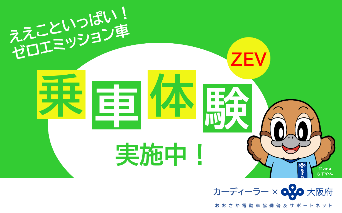 ええこといっぱい！
ゼロエミッション車
ZEV
乗車体験
実施中！
カーディーラー × 大阪府